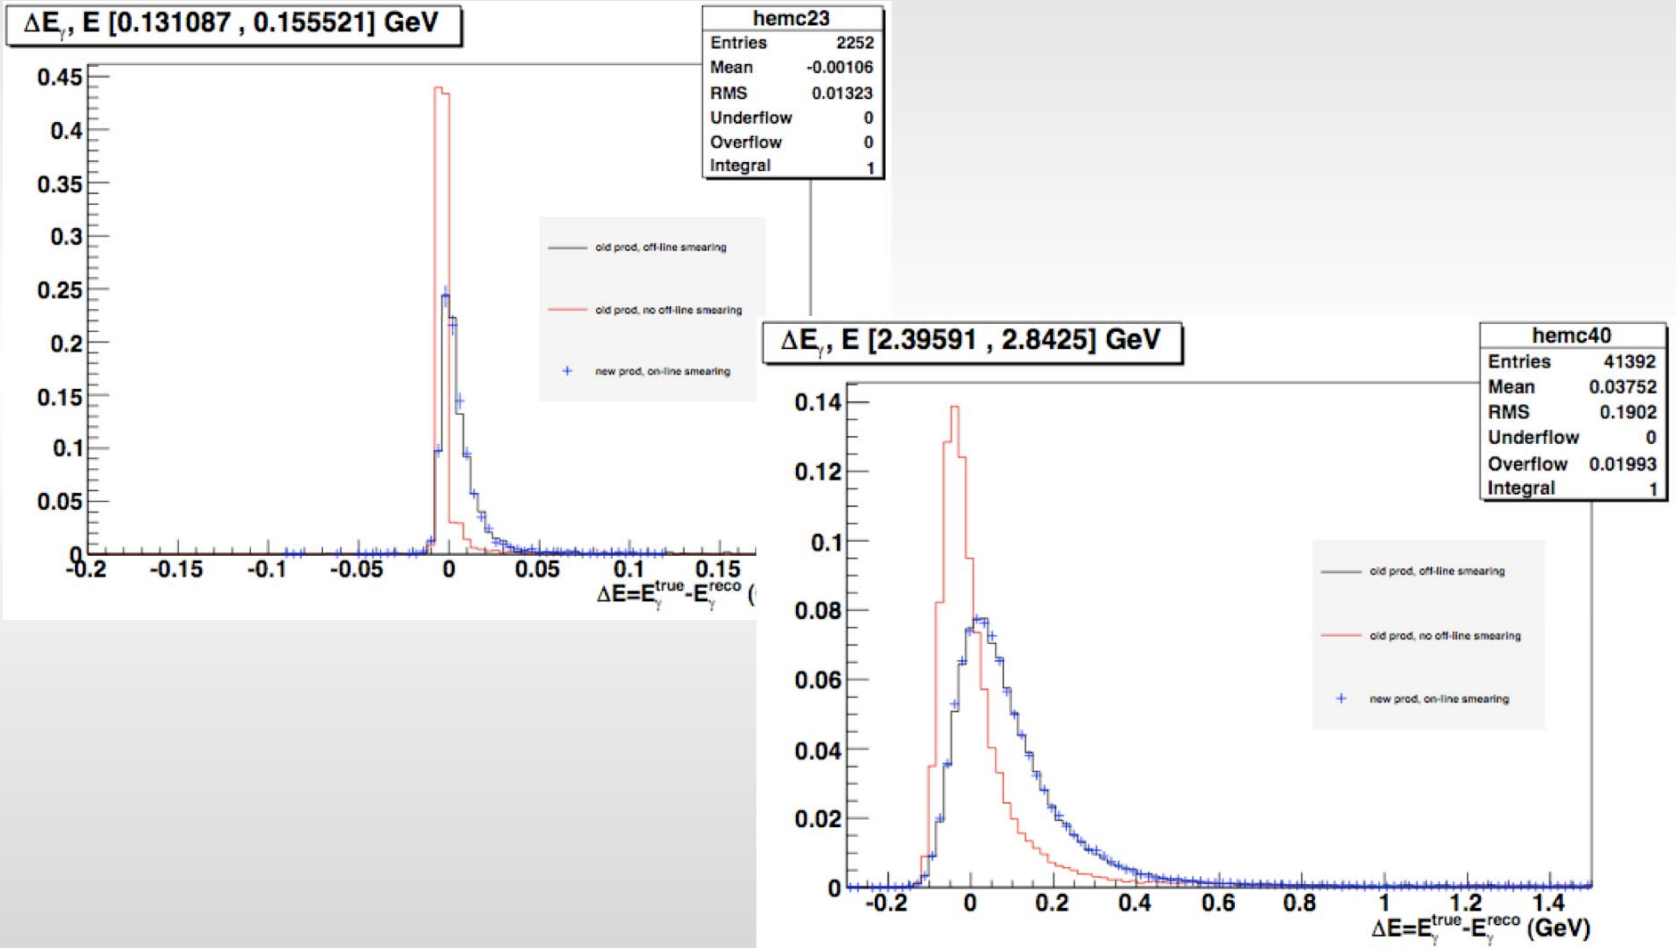 ΔEγ, E [0.131087 , 0.155521] GeV
hemc23
Entries 2252
Mean -0.00106
RMS 0.01323
Underflow 0
Overflow 0
Integral 1
0.45
0.4
0.35
0.3
0.25
0.2
0.15
0.1
0.05
0
-0.2 -0.15 -0.1 -0.05 0 0.05 0.1 0.15
ΔE=Eγtrue-Eγreco (
old prod, off-line smearing
old prod, no off-line smearing
new prod, on-line smearing
ΔEγ, E [2.39591 , 2.8425] GeV
hemc40
Entries 41392
Mean 0.03752
RMS 0.1902
Underflow 0
Overflow 0.01993
Integral 1
0.14
0.12
0.1
0.08
0.06
0.04
0.02
0
-0.2 0 0.2 0.4 0.6 0.8 1 1.2 1.4
ΔE=Eγtrue-Eγreco (GeV)
old prod, off-line smearing
old prod, no off-line smearing
new prod, on-line smearing